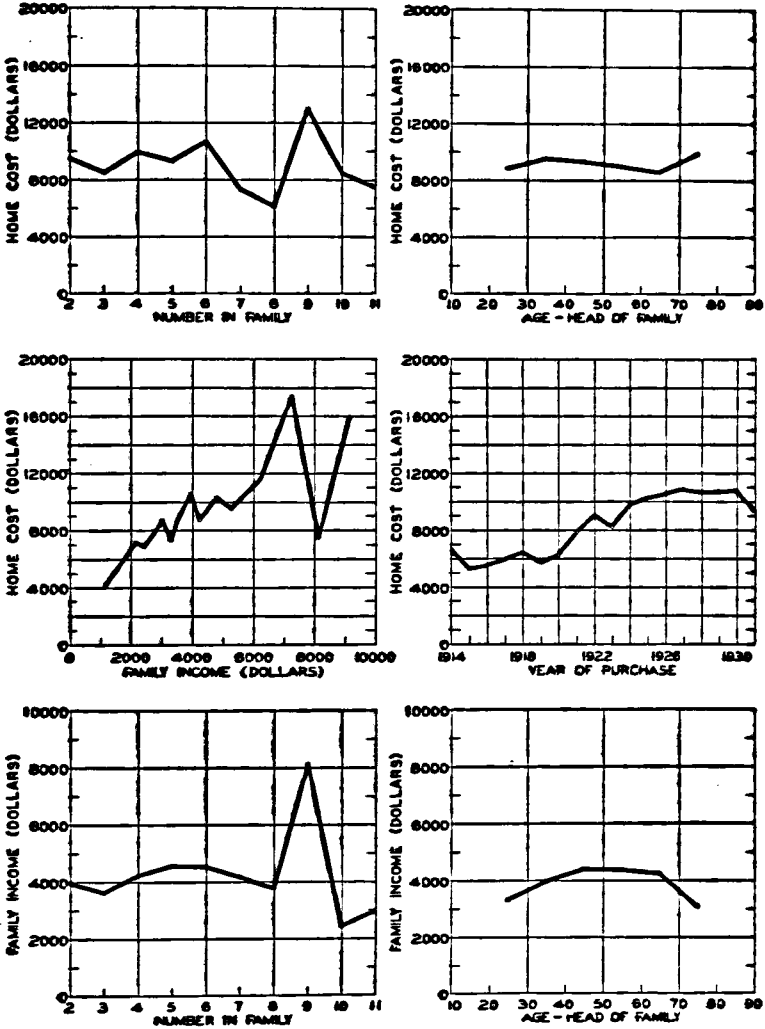 HOME COST (DOLLARS)
20000
16000
12000
8000
4000
0
2 3 4 5 6 7 8 9 10 11
NUMBER IN FAMILY
HOME COST (DOLLARS)
20000
16000
12000
8000
4000
0
10 20 30 40 50 60 70 80 90
AGE - HEAD OF FAMILY
HOME COST (DOLLARS)
20000
16000
12000
8000
4000
0
0 2000 4000 6000 8000 10000
FAMILY INCOME (DOLLARS)
HOME COST (DOLLARS)
20000
16000
12000
8000
4000
0
1914 1918 1922 1926 1930
YEAR OF PURCHASE
FAMILY INCOME (DOLLARS)
10000
8000
6000
4000
2000
0
2 3 4 5 6 7 8 9 10 11
NUMBER IN FAMILY
FAMILY INCOME (DOLLARS)
10000
8000
6000
4000
2000
0
10 20 30 40 50 60 70 80 90
AGE - HEAD OF FAMILY